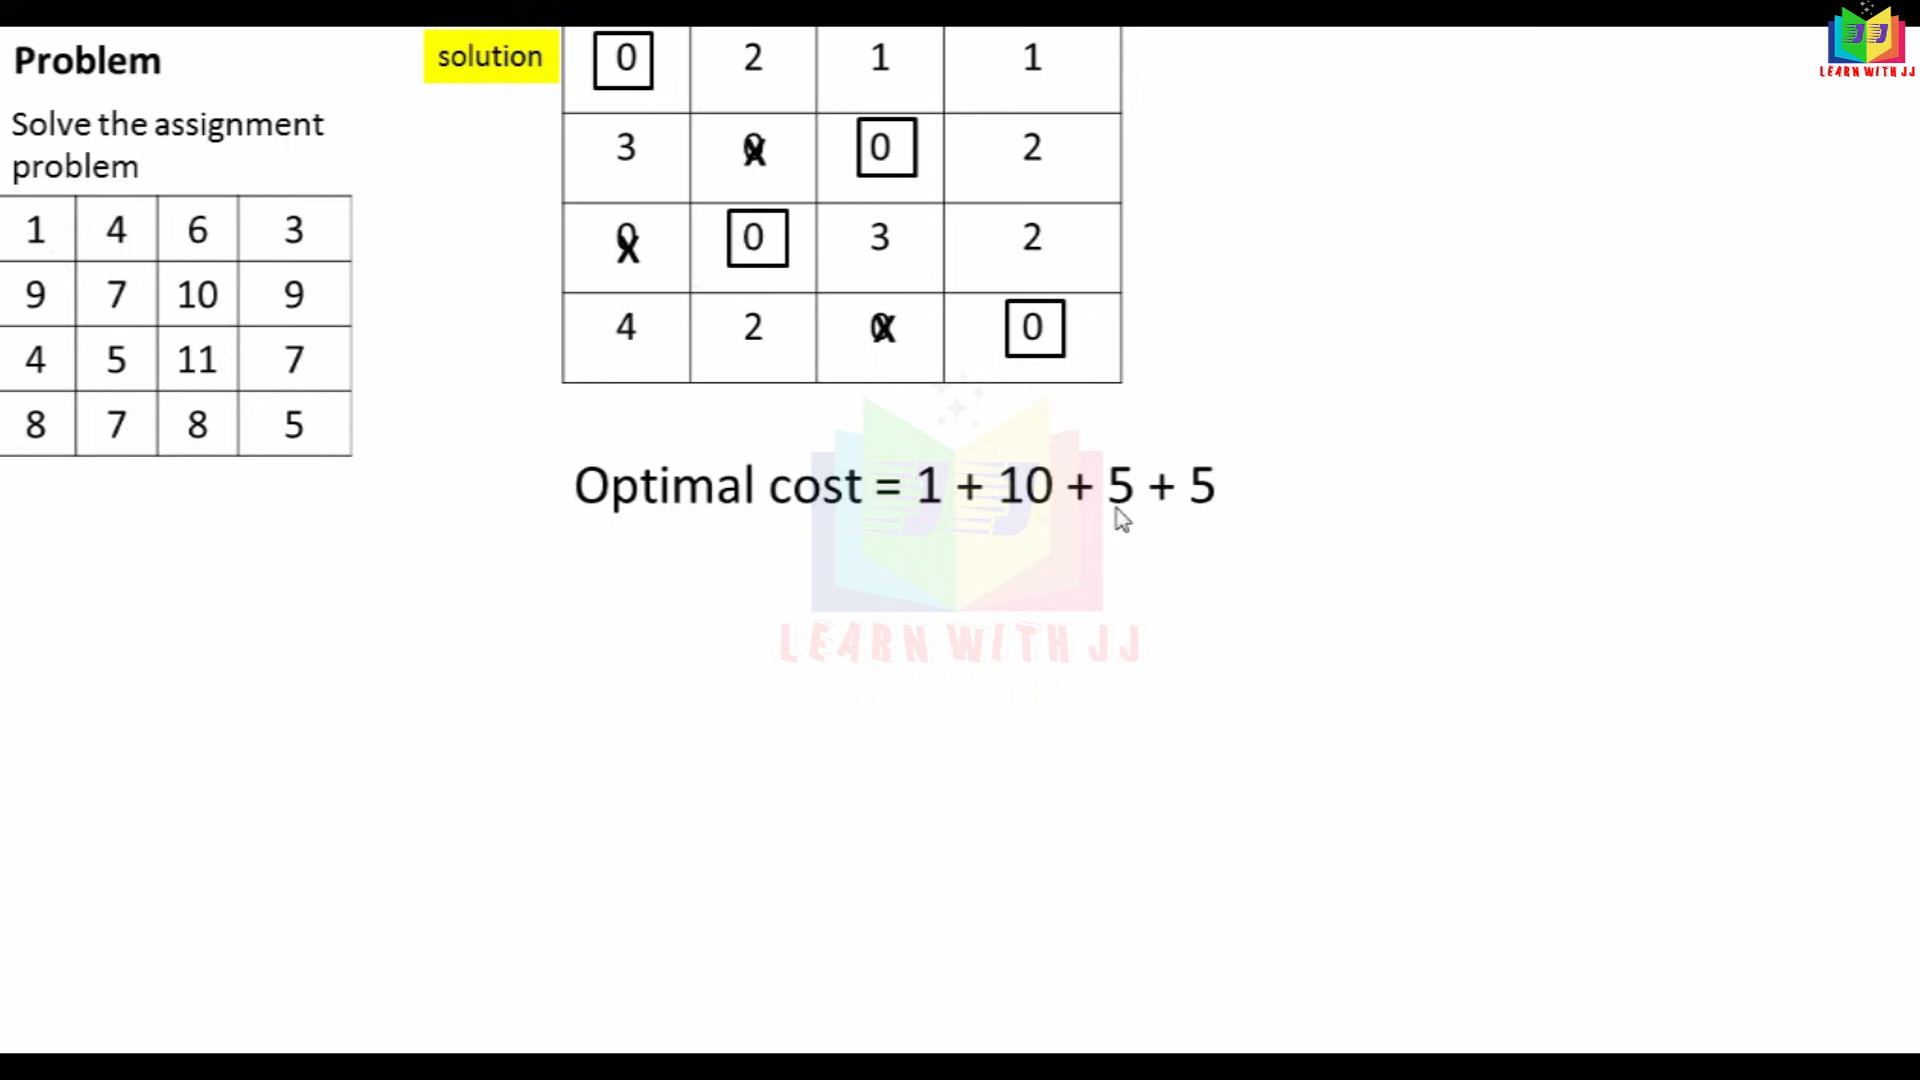 Problem
Solve the assignment
problem
1 4 6 3
9 7 10 9
4 5 11 7
8 7 8 5
solution
0 2 1 1
3 0 0 2
0 0 3 2
4 2 0 0
Optimal cost = 1 + 10 + 5 + 5
JJ
LEARN WITH JJ
JJ
LEARN WITH JJ